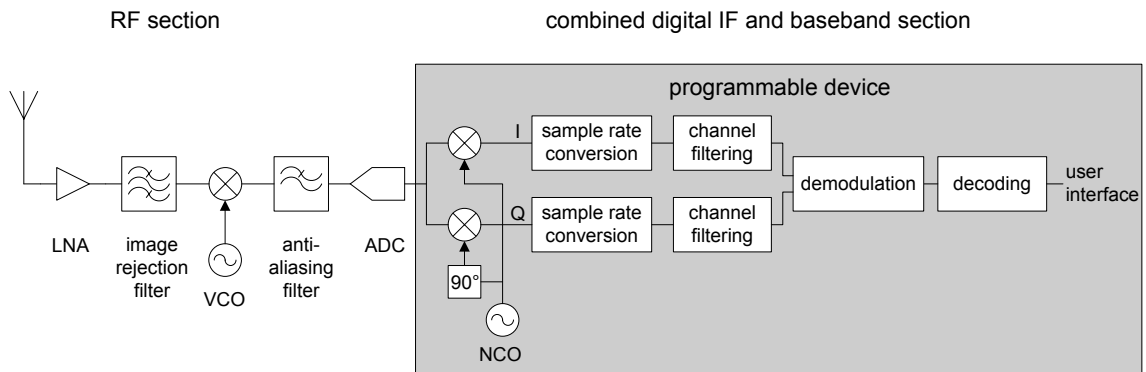 RF section
combined digital IF and baseband section
programmable device
I
sample rate
conversion
channel
filtering
demodulation
decoding
user
interface
Q
sample rate
conversion
channel
filtering
LNA
image
rejection
filter
VCO
anti-
aliasing
filter
ADC
90°
NCO